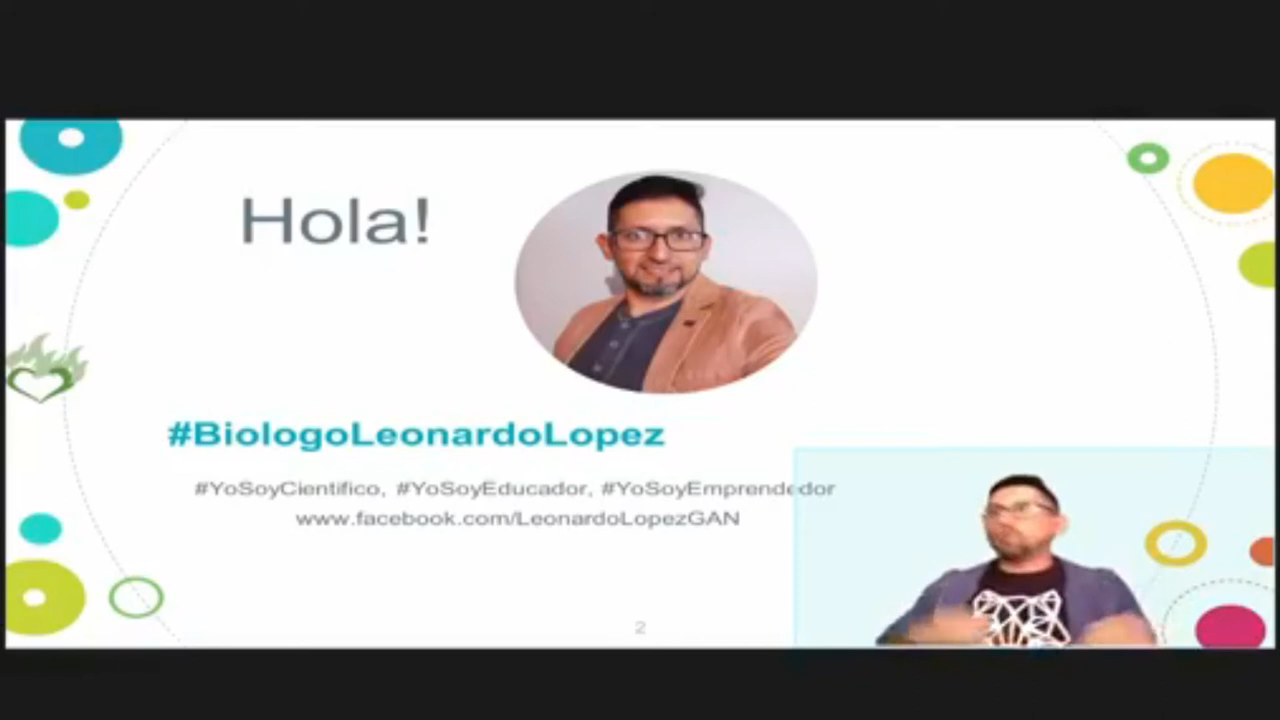 Hola!
#BiologoLeonardoLopez
#YoSoyCientifico, #YoSoyEducador, #YoSoyEmprendedor
www.facebook.com/LeonardoLopezGAN
2